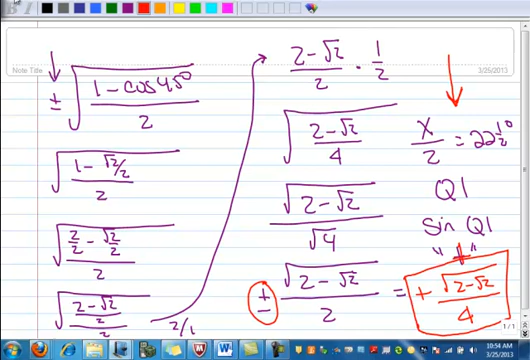 Note Title
3/25/2013
± √((1 - cos 45°)/2)
√((1 - √2/2)/2)
√((2/2 - √2/2)/2)
√(((2 - √2)/2)/2)
2/1
(2 - √2)/2 · 1/2
√((2 - √2)/4)
√(2 - √2)/√4
± √(2 - √2)/2 = + √(2 - √2)/4
x/2 = 22 1/2°
Q1
sin Q1
" + "
1/1
10:54 AM
3/25/2013